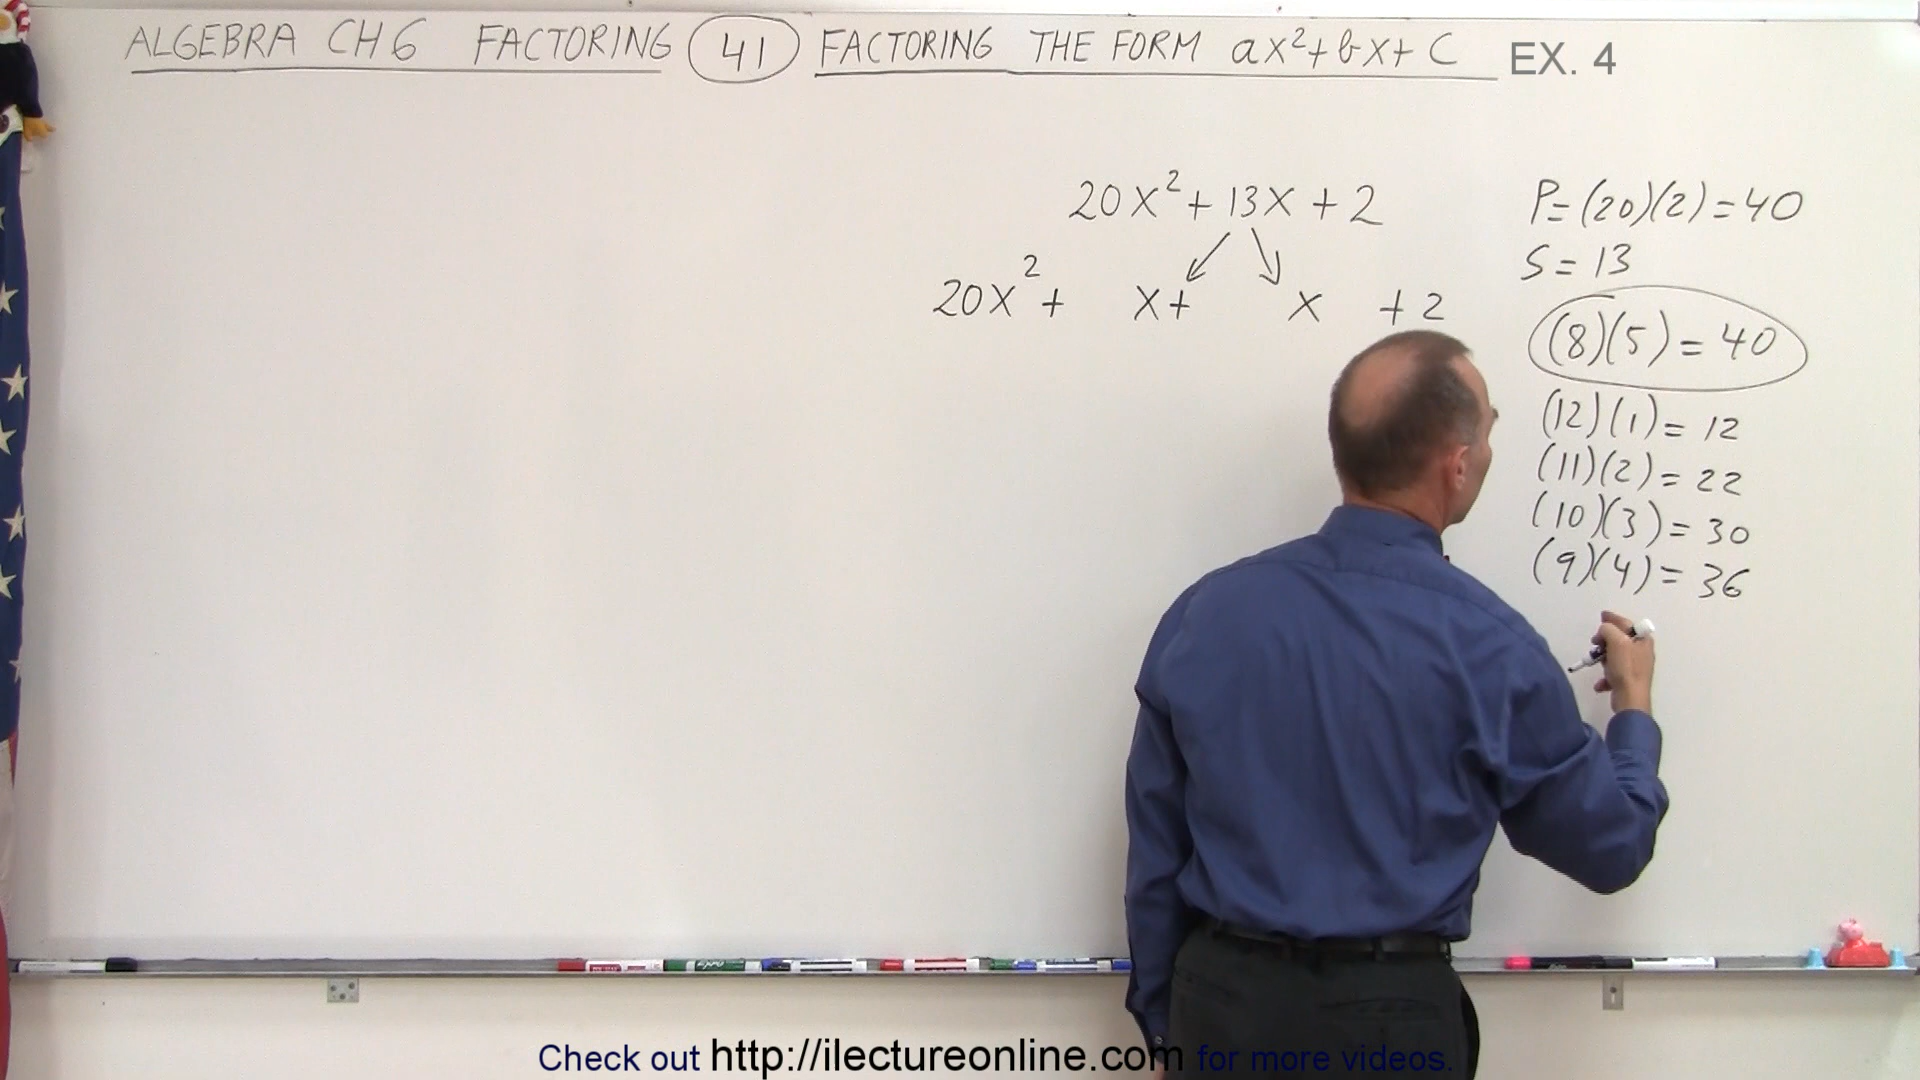 ALGEBRA CH 6 FACTORING 41 FACTORING THE FORM ax²+bx+C EX. 4
20x²+13x+2
20x²+ x+ x +2
P=(20)(2)=40
S=13
(8)(5)=40
(12)(1)=12
(11)(2)=22
(10)(3)=30
(9)(4)=36
Check out http://ilectureonline.com for more videos.